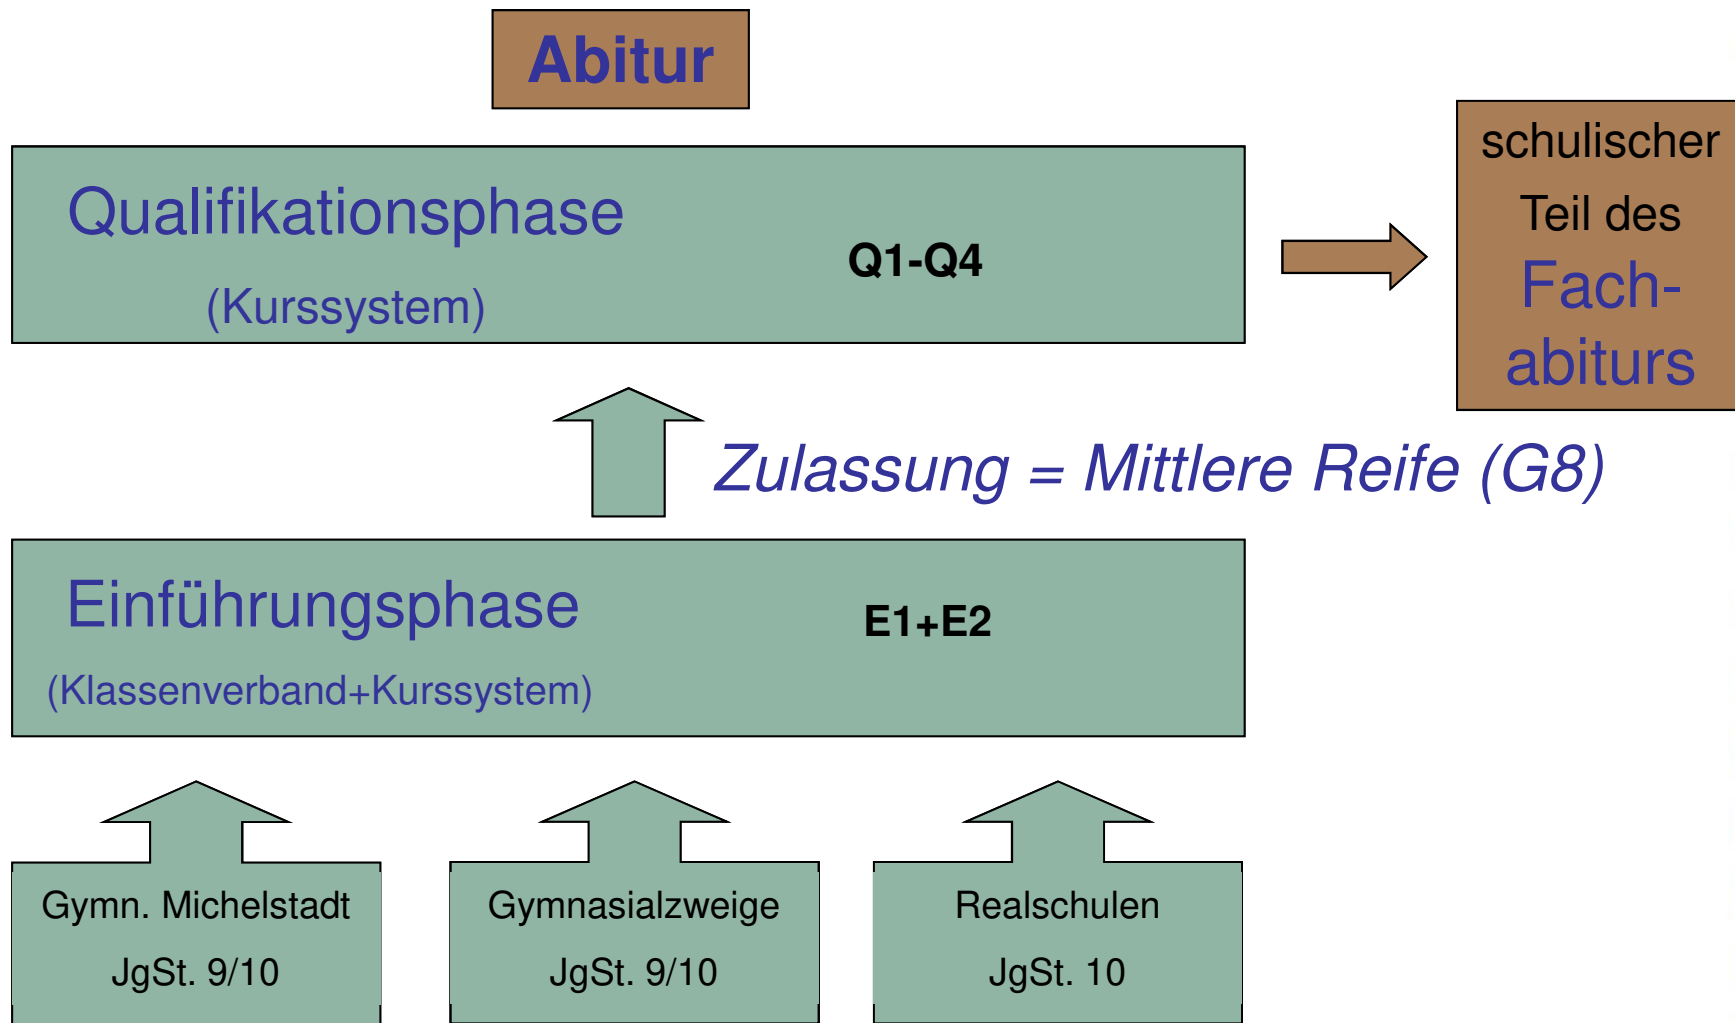 Abitur
Qualifikationsphase
(Kurssystem)
Q1-Q4
schulischer
Teil des
Fach-
abiturs
Zulassung = Mittlere Reife (G8)
Einführungsphase
(Klassenverband+Kurssystem)
E1+E2
Gymn. Michelstadt
JgSt. 9/10
Gymnasialzweige
JgSt. 9/10
Realschulen
JgSt. 10